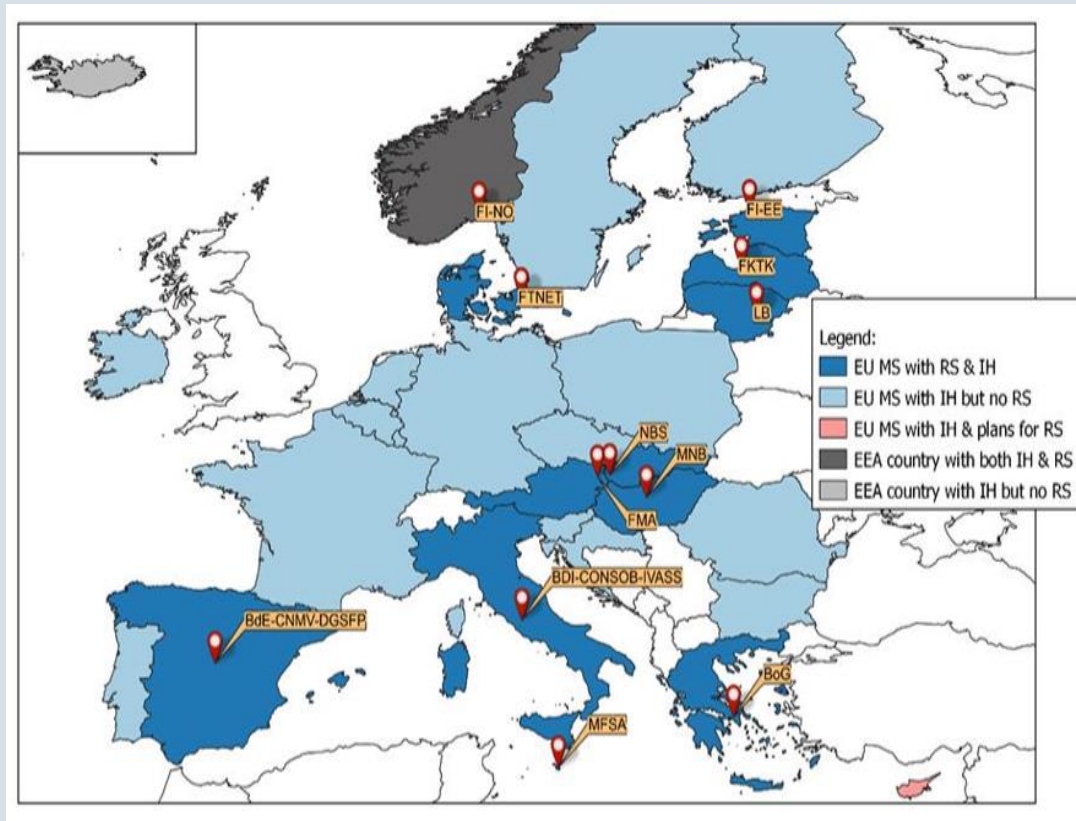 FI-NO
FI-EE
FKTK
FTNET
LB
Legend:
EU MS with RS & IH
EU MS with IH but no RS
EU MS with IH & plans for RS
EEA country with both IH & RS
EEA country with IH but no RS
NBS
MNB
FMA
BDI-CONSOB-IVASS
BdE-CNMV-DGSFP
BoG
MFSA